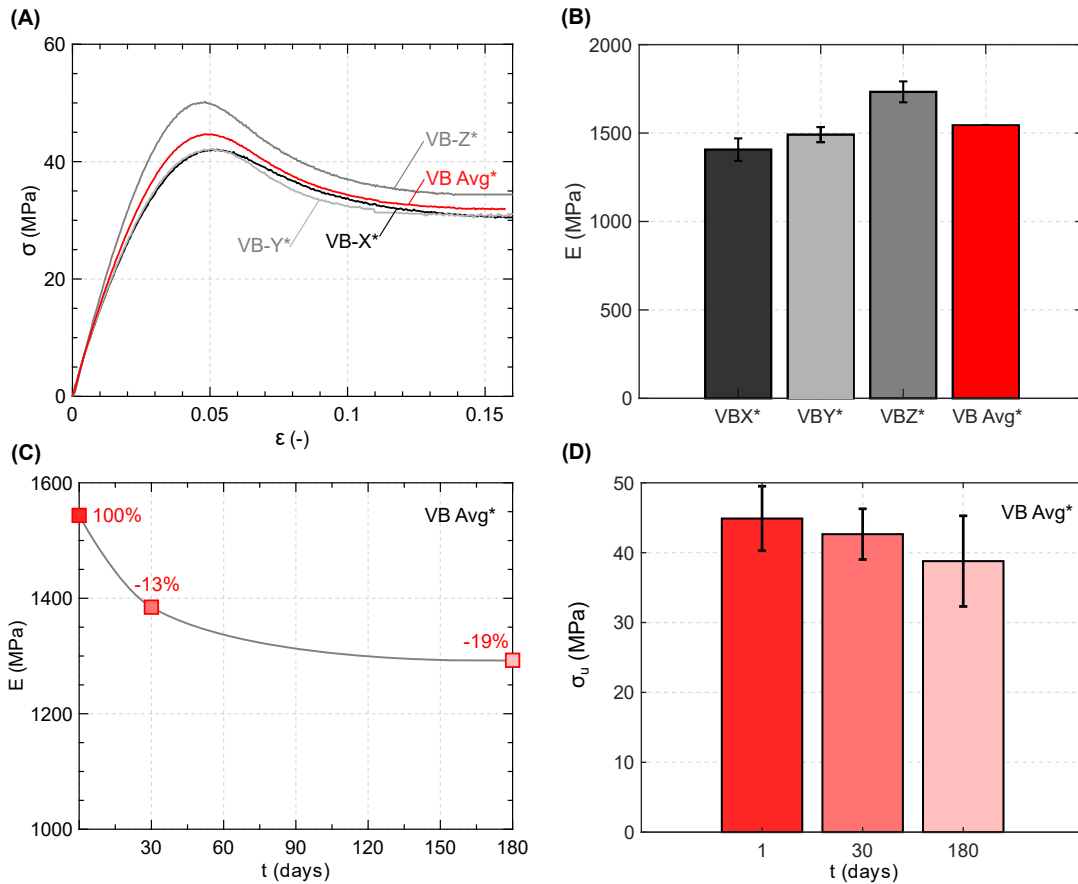 (A)
60
40
20
0
σ (MPa)
VB-Z*
VB Avg*
VB-Y*
VB-X*
0
0.05
0.1
0.15
ε (-)
(B)
2000
1500
1000
500
0
E (MPa)
VBX*
VBY*
VBZ*
VB Avg*
(C)
1600
1400
1200
1000
E (MPa)
VB Avg*
100%
-13%
-19%
30
60
90
120
150
180
t (days)
(D)
50
40
30
20
10
0
σu (MPa)
VB Avg*
1
30
180
t (days)